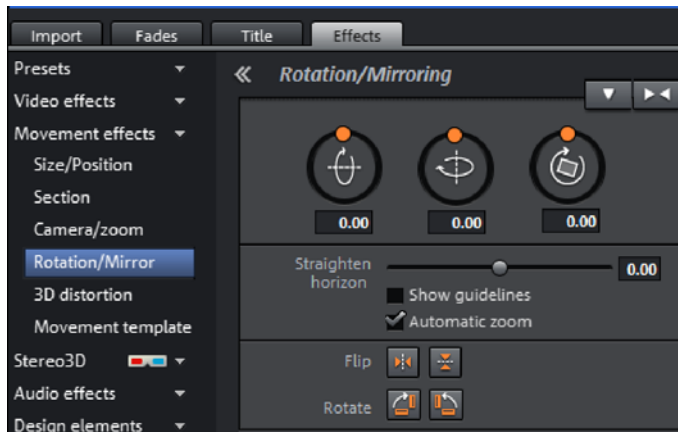 Import Fades Title Effects
Presets
Video effects
Movement effects
Size/Position
Section
Camera/zoom
Rotation/Mirror
3D distortion
Movement template
Stereo3D
Audio effects
Design elements
Rotation/Mirroring
0.00 0.00 0.00
Straighten horizon 0.00
Show guidelines
Automatic zoom
Flip
Rotate